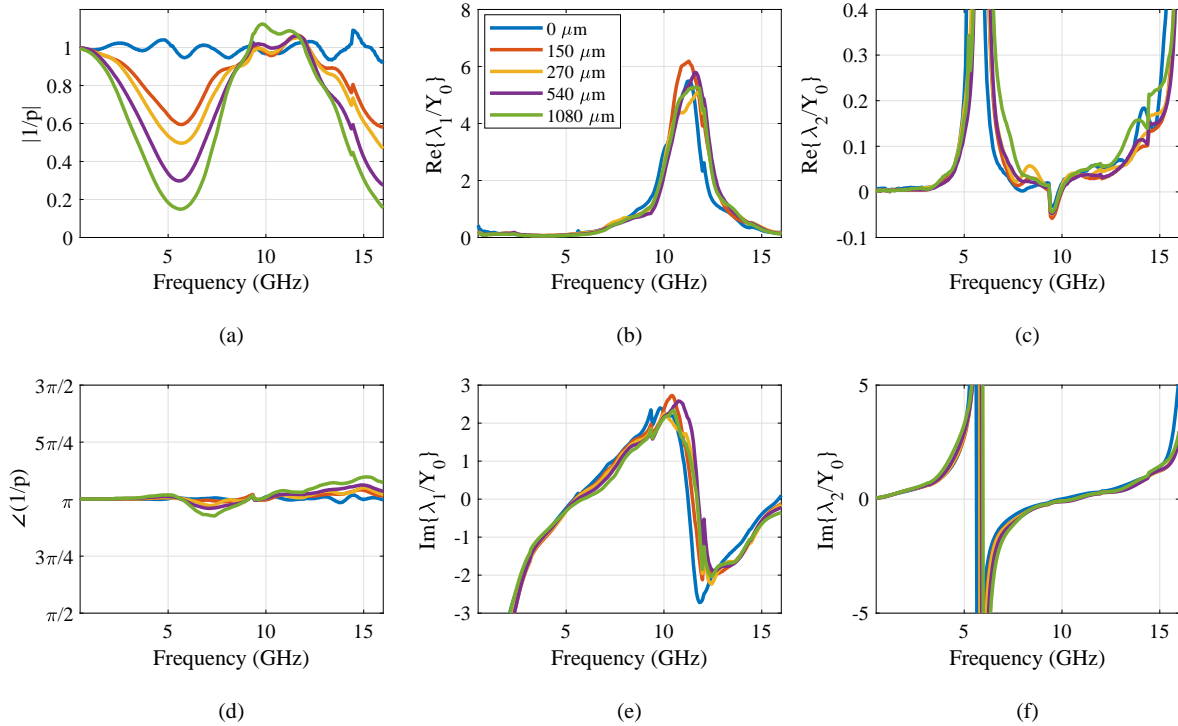 |1/p|
1
0.8
0.6
0.4
0.2
0
5 10 15
Frequency (GHz)
(a)
Re{λ1/Y0}
8
6
4
2
0
5 10 15
Frequency (GHz)
0 μm
150 μm
270 μm
540 μm
1080 μm
(b)
Re{λ2/Y0}
0.4
0.3
0.2
0.1
0
-0.1
5 10 15
Frequency (GHz)
(c)
∠(1/p)
3π/2
5π/4
π
3π/4
π/2
5 10 15
Frequency (GHz)
(d)
Im{λ1/Y0}
3
2
1
0
-1
-2
-3
5 10 15
Frequency (GHz)
(e)
Im{λ2/Y0}
5
0
-5
5 10 15
Frequency (GHz)
(f)